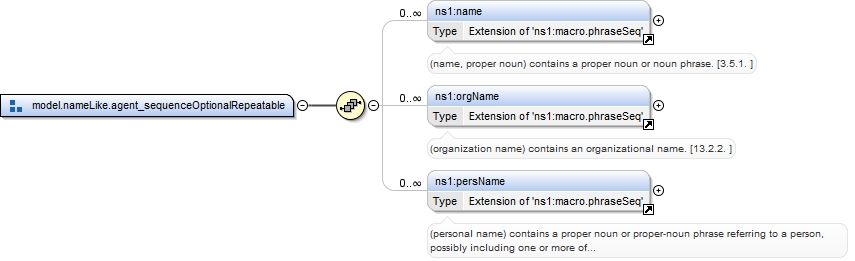 0..∞
ns1:name
Type Extension of 'ns1:macro.phraseSeq'
(name, proper noun) contains a proper noun or noun phrase. [3.5.1. ]
model.nameLike.agent_sequenceOptionalRepeatable
0..∞
ns1:orgName
Type Extension of 'ns1:macro.phraseSeq'
(organization name) contains an organizational name. [13.2.2. ]
0..∞
ns1:persName
Type Extension of 'ns1:macro.phraseSeq'
(personal name) contains a proper noun or proper-noun phrase referring to a person,
possibly including one or more of...